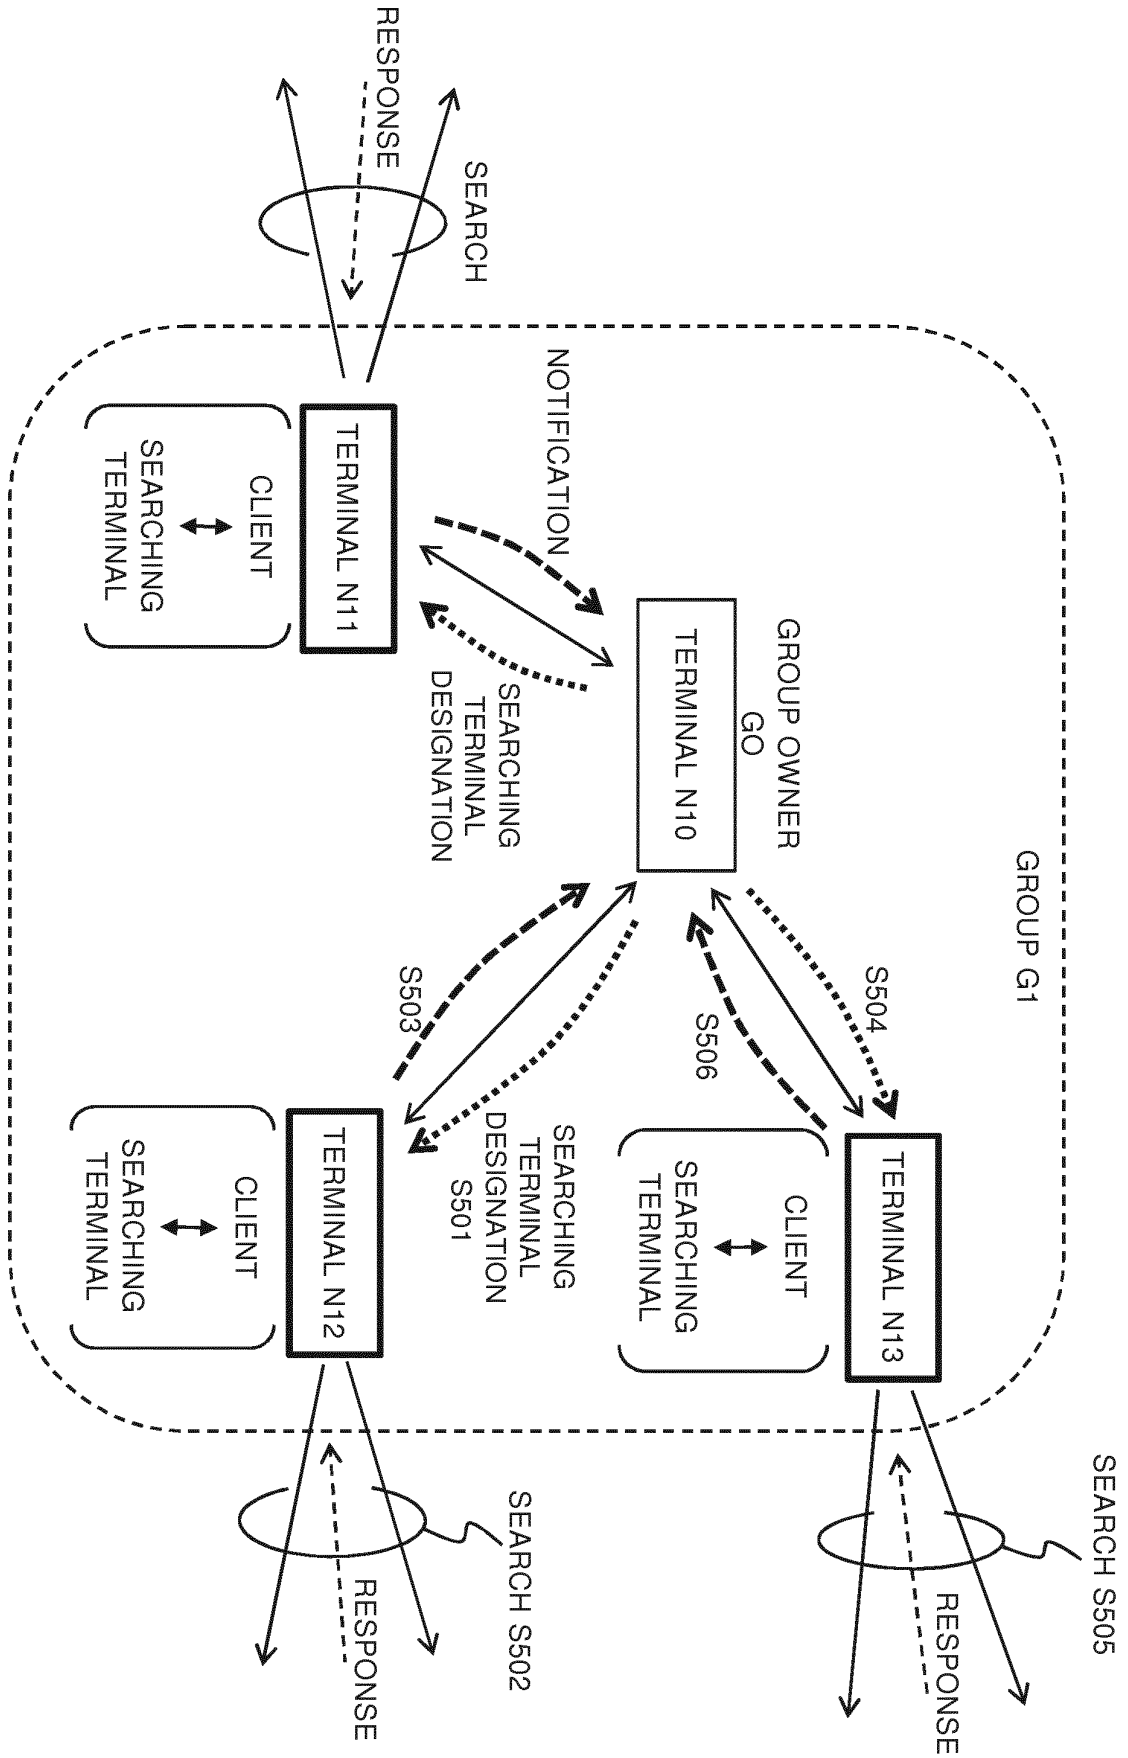 GROUP G1
SEARCH S505
RESPONSE
TERMINAL N13
CLIENT
SEARCHING
TERMINAL
S504
S506
GROUP OWNER
GO
TERMINAL N10
NOTIFICATION
SEARCHING
TERMINAL
DESIGNATION
SEARCHING
TERMINAL
DESIGNATION
S501
S503
SEARCH
RESPONSE
TERMINAL N11
CLIENT
SEARCHING
TERMINAL
TERMINAL N12
CLIENT
SEARCHING
TERMINAL
SEARCH S502
RESPONSE